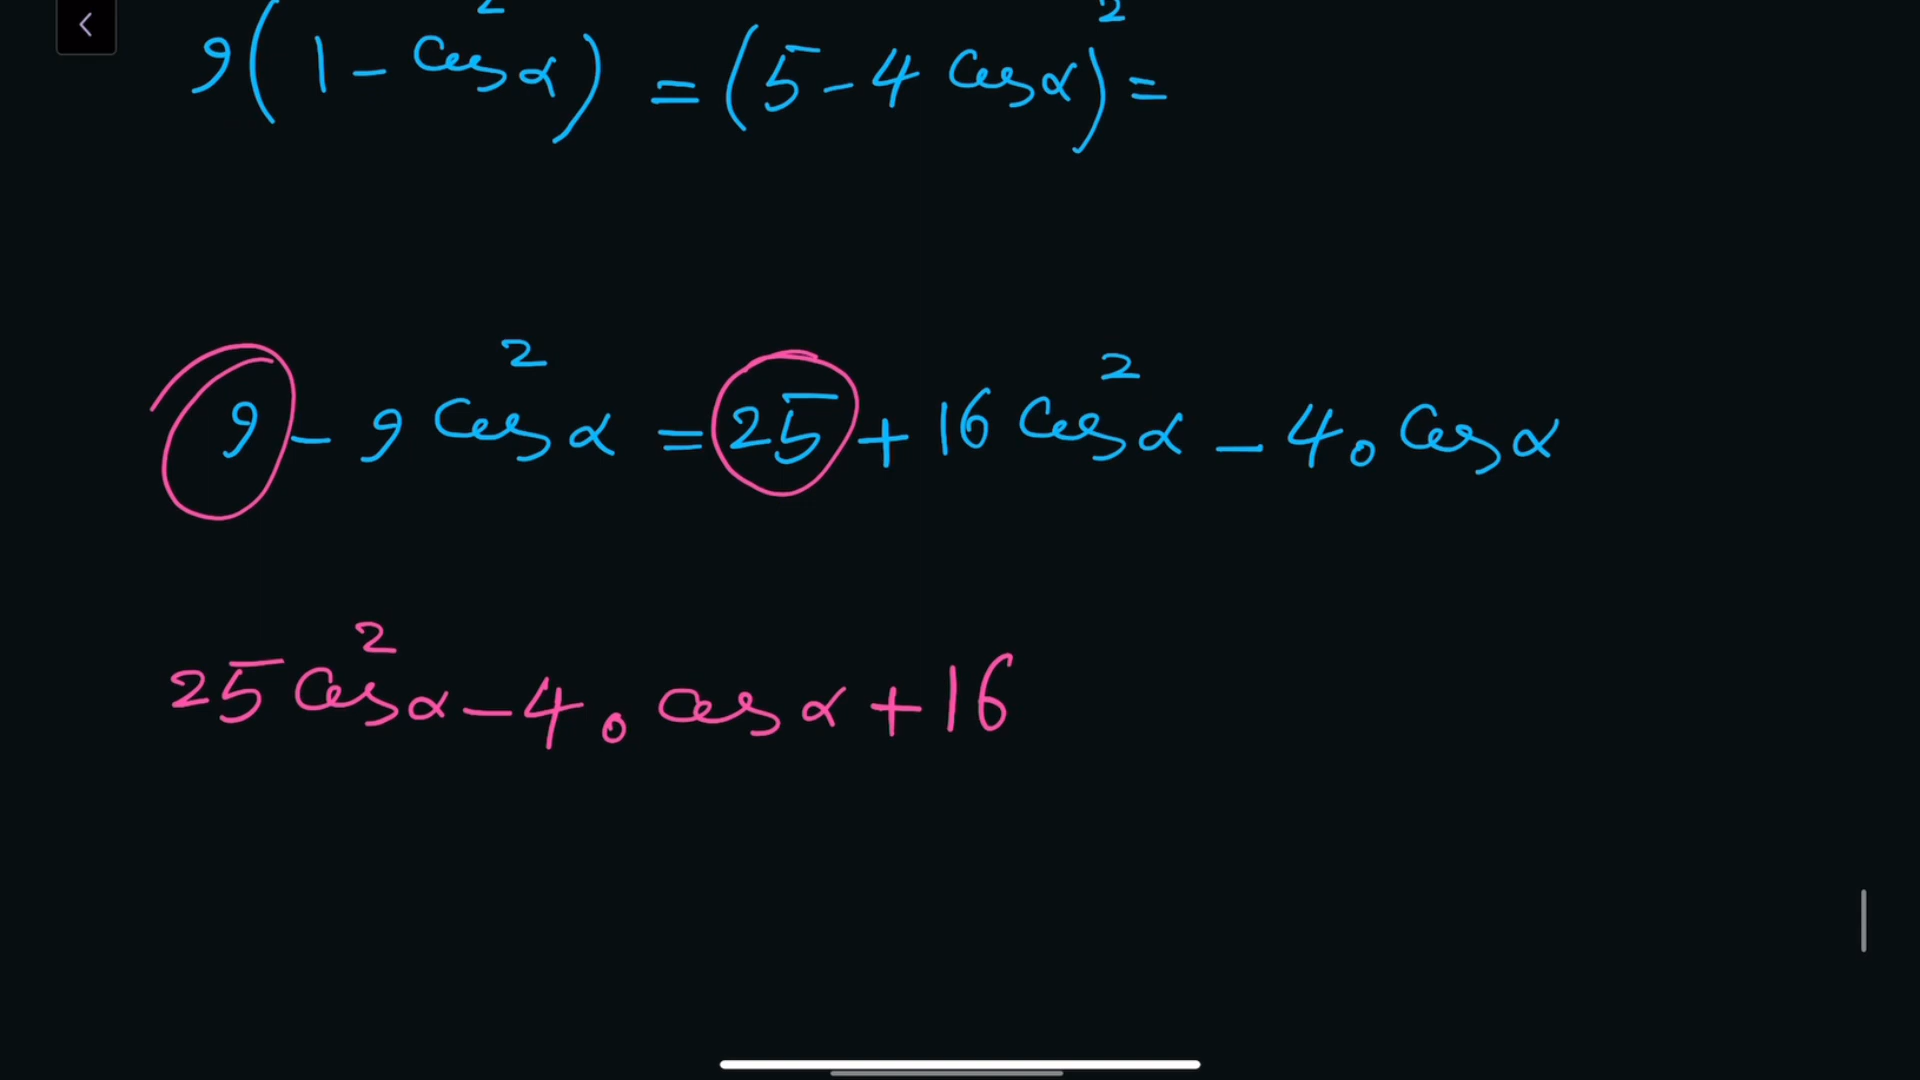 9(1-cos²α) = (5-4 cosα)² =
9 - 9 cos²α = 25 + 16 cos²α - 40 cosα
25 cos²α - 40 cosα + 16